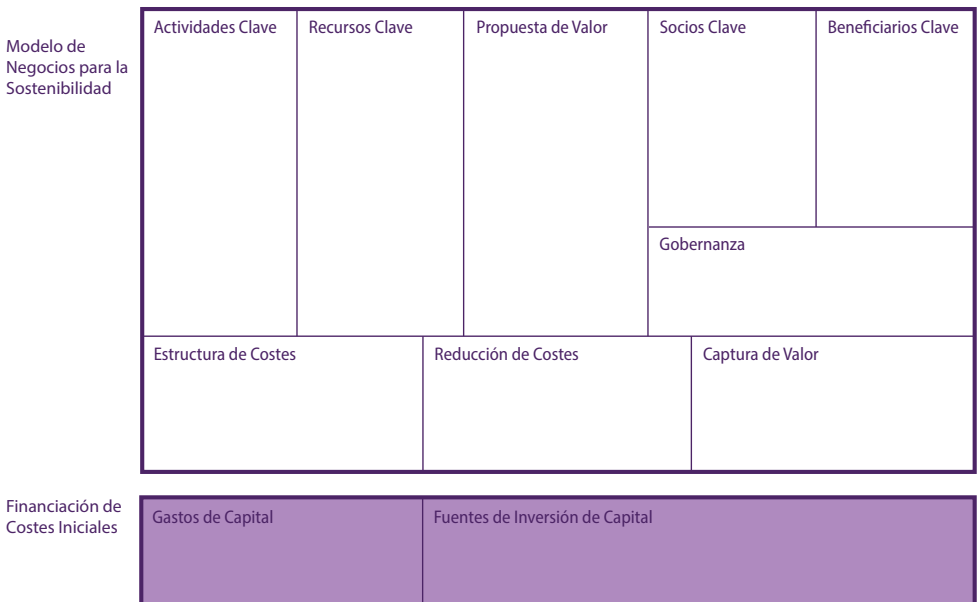 Modelo de
Negocios para la
Sostenibilidad
Actividades Clave
Recursos Clave
Propuesta de Valor
Socios Clave
Beneficiarios Clave
Gobernanza
Estructura de Costes
Reducción de Costes
Captura de Valor
Financiación de
Costes Iniciales
Gastos de Capital
Fuentes de Inversión de Capital